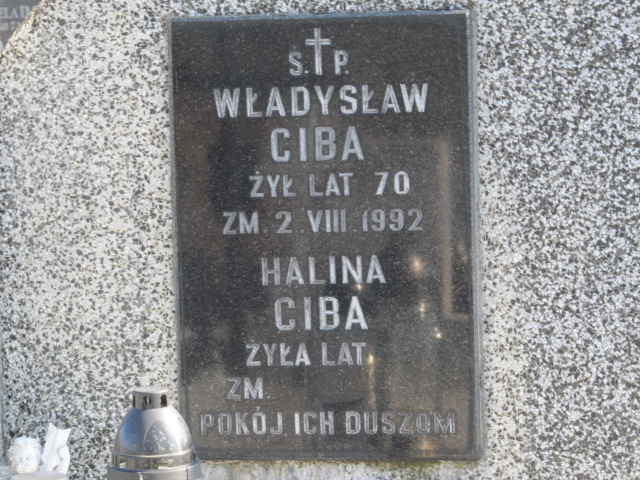 Ś.P.
WŁADYSŁAW
CIBA
ŻYŁ LAT 70
ZM. 2.VIII.1992
HALINA
CIBA
ŻYŁA LAT
ZM.
POKÓJ ICH DUSZOM